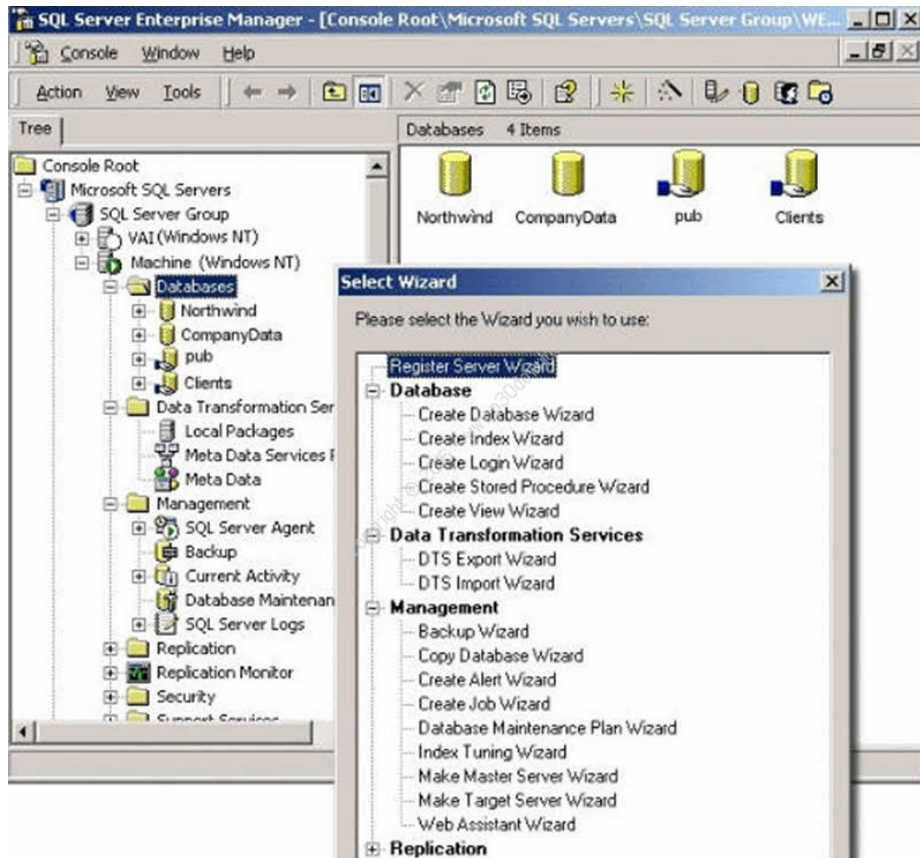 SQL Server Enterprise Manager - [Console Root\Microsoft SQL Servers\SQL Server Group\WE...
Console Window Help
Action View Tools
Tree
Databases 4 Items
Console Root
Microsoft SQL Servers
SQL Server Group
VAI (Windows NT)
Machine (Windows NT)
Databases
Northwind
CompanyData
pub
Clients
Data Transformation Ser
Local Packages
Meta Data Services
Meta Data
Management
SQL Server Agent
Backup
Current Activity
Database Maintenan
SQL Server Logs
Replication
Replication Monitor
Security
Support Services
Northwind CompanyData pub Clients
Select Wizard
Please select the Wizard you wish to use:
Register Server Wizard
Database
Create Database Wizard
Create Index Wizard
Create Login Wizard
Create Stored Procedure Wizard
Create View Wizard
Data Transformation Services
DTS Export Wizard
DTS Import Wizard
Management
Backup Wizard
Copy Database Wizard
Create Alert Wizard
Create Job Wizard
Database Maintenance Plan Wizard
Index Tuning Wizard
Make Master Server Wizard
Make Target Server Wizard
Web Assistant Wizard
Replication